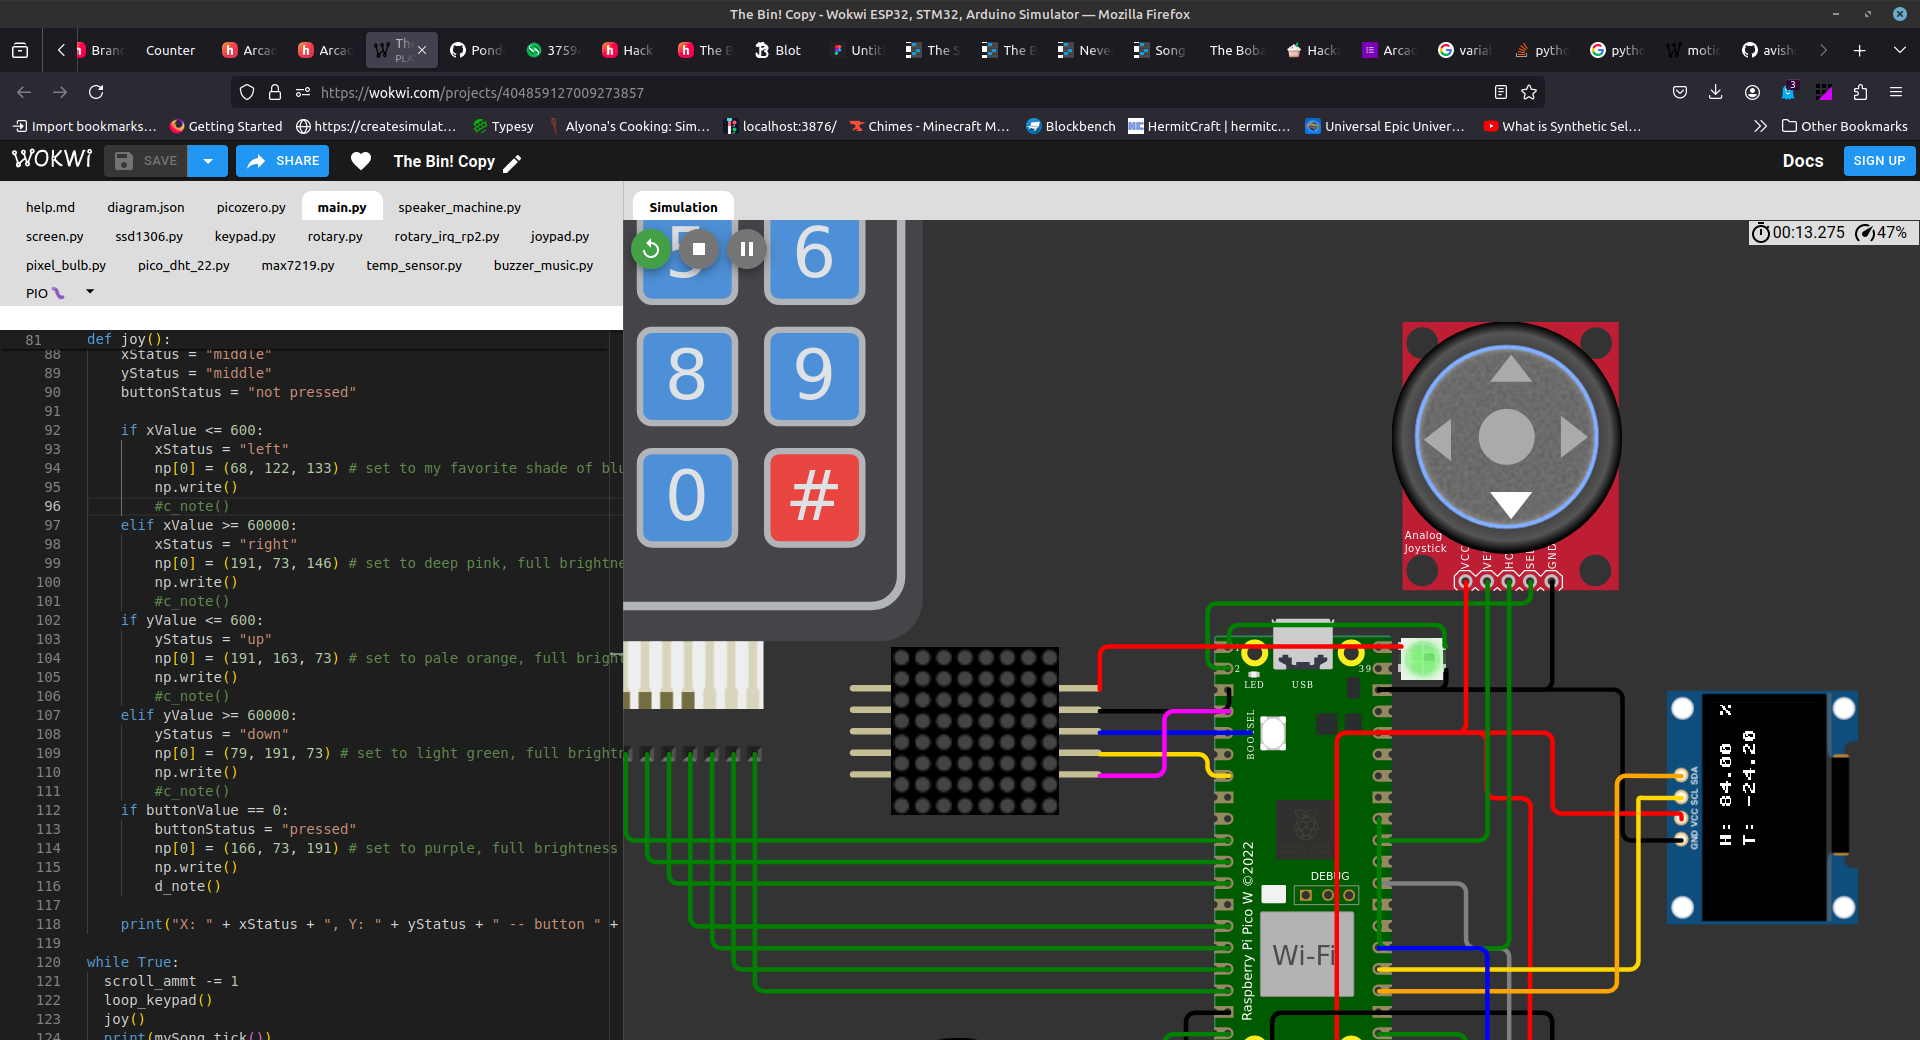 The Bin! Copy - Wokwi ESP32, STM32, Arduino Simulator — Mozilla Firefox
Branc Counter Arcac Arcac The PLA Pond 3759 Hack The B Blot Untit The S The B Neve Song The Boba Hacka Arcac varia pytho pytho motic avish
https://wokwi.com/projects/404859127009273857
3
Import bookmarks... Getting Started https://createsimulat... Typesy Alyona's Cooking: Sim... localhost:3876/ Chimes - Minecraft M... Blockbench HermitCraft | hermitc... Universal Epic Univer... What is Synthetic Sel... Other Bookmarks
WOKWI SAVE SHARE The Bin! Copy Docs SIGN UP
help.md diagram.json picozero.py main.py speaker_machine.py
screen.py ssd1306.py keypad.py rotary.py rotary_irq_rp2.py joypad.py
pixel_bulb.py pico_dht_22.py max7219.py temp_sensor.py buzzer_music.py
PIO
81 def joy():
88 xStatus = "middle"
89 yStatus = "middle"
90 buttonStatus = "not pressed"
91
92 if xValue <= 600:
93 xStatus = "left"
94 np[0] = (68, 122, 133) # set to my favorite shade of blu
95 np.write()
96 #c_note()
97 elif xValue >= 60000:
98 xStatus = "right"
99 np[0] = (191, 73, 146) # set to deep pink, full brightne
100 np.write()
101 #c_note()
102 if yValue <= 600:
103 yStatus = "up"
104 np[0] = (191, 163, 73) # set to pale orange, full bright
105 np.write()
106 #c_note()
107 elif yValue >= 60000:
108 yStatus = "down"
109 np[0] = (79, 191, 73) # set to light green, full brightn
110 np.write()
111 #c_note()
112 if buttonValue == 0:
113 buttonStatus = "pressed"
114 np[0] = (166, 73, 191) # set to purple, full brightness
115 np.write()
116 d_note()
117
118 print("X: " + xStatus + ", Y: " + yStatus + " -- button " +
119
120 while True:
121 scroll_ammt -= 1
122 loop_keypad()
123 joy()
124 print(mySong.tick())
Simulation
00:13.275 47%
5 6
8 9
0 #
Analog
Joystick
VCC
SEL
GND
2 39
LED USB
BOOTSEL
DEBUG
Raspberry Pi Pico W ©2022
Wi-Fi
GND VCC SCL SDA
H: 84.00 X
T: -24.20